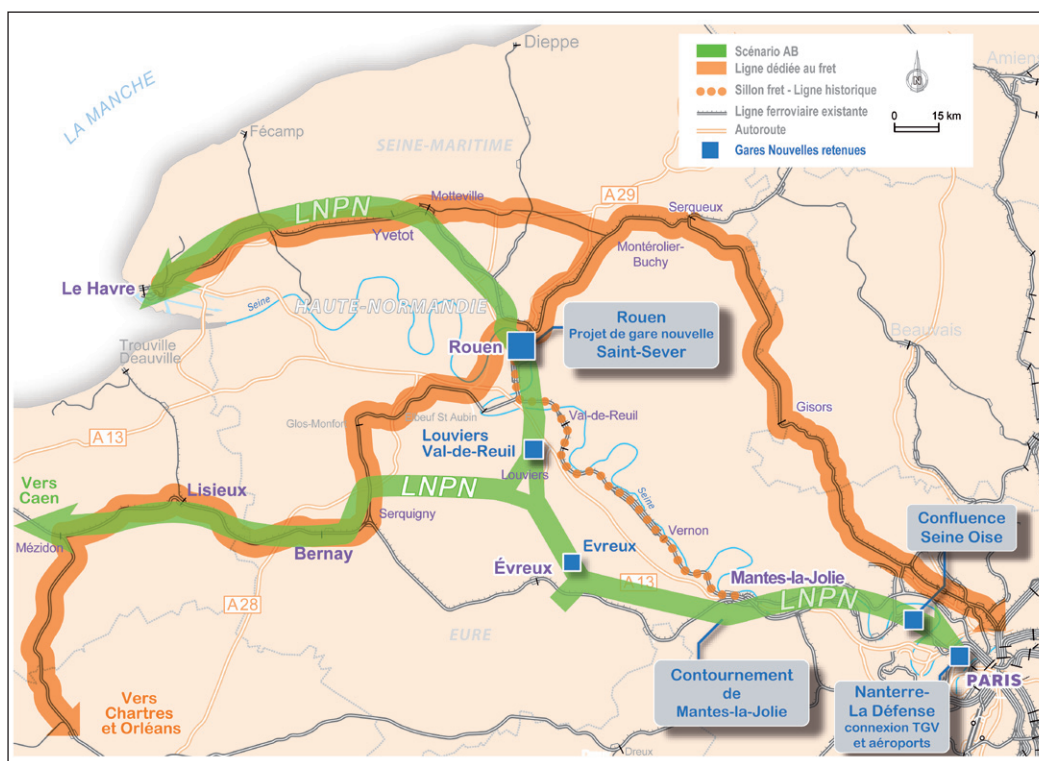 Dieppe
Amiens
LA MANCHE
Fécamp
SEINE-MARITIME
Scénario AB
Ligne dédiée au fret
Sillon fret - Ligne historique
Ligne ferroviaire existante
Autoroute
Gares Nouvelles retenues
0 15 km
N
A29
Motteville
Serqueux
LNPN
Yvetot
Montérolier-
Buchy
Le Havre
Seine
HAUTE-NORMANDIE
Rouen
Rouen
Projet de gare nouvelle
Saint-Sever
Beauvais
Trouville
Deauville
Glos-Monfort
St Aubin
Val-de-Reuil
Gisors
A13
Louviers
Val-de-Reuil
Louviers
Seine
Vers
Caen
Lisieux
LNPN
Mézidon
Serquigny
Bernay
Vernon
Confluence
Seine Oise
Evreux
Évreux
A13
Mantes-la-Jolie
LNPN
A28
EURE
PARIS
Contournement
de
Mantes-la-Jolie
Nanterre-
La Défense
connexion TGV
et aéroports
Vers
Chartres
et Orléans
Dreux